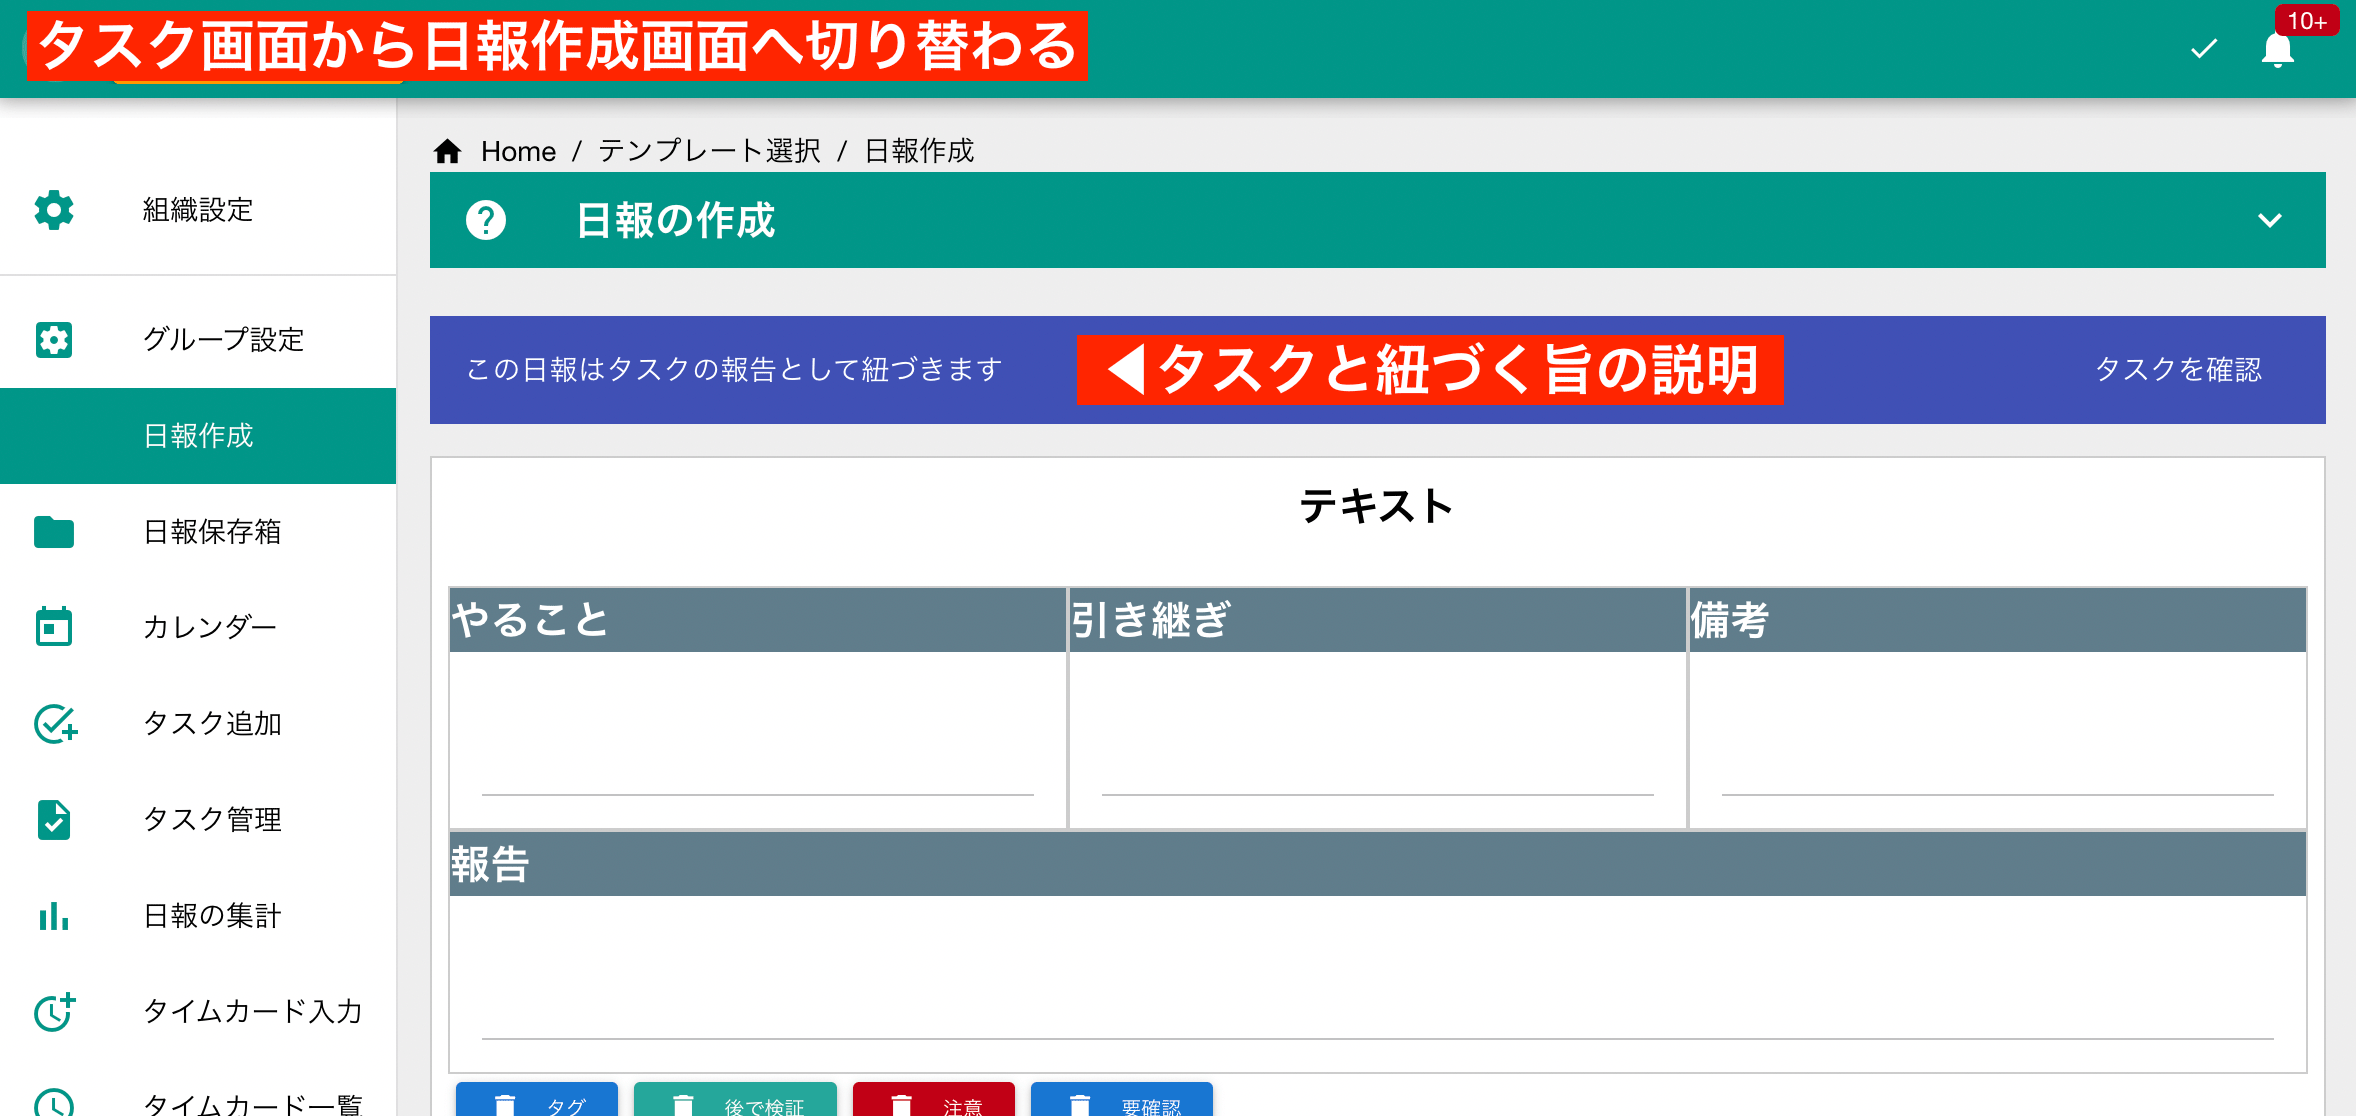 タスク画面から日報作成画面へ切り替わる
10+
組織設定
グループ設定
日報作成
日報保存箱
カレンダー
タスク追加
タスク管理
日報の集計
タイムカード入力
タイムカード一覧
Home / テンプレート選択 / 日報作成
日報の作成
この日報はタスクの報告として紐づきます
◀タスクと紐づく旨の説明
タスクを確認
テキスト
やること 引き継ぎ 備考
報告
タグ 後で検証 注意 要確認